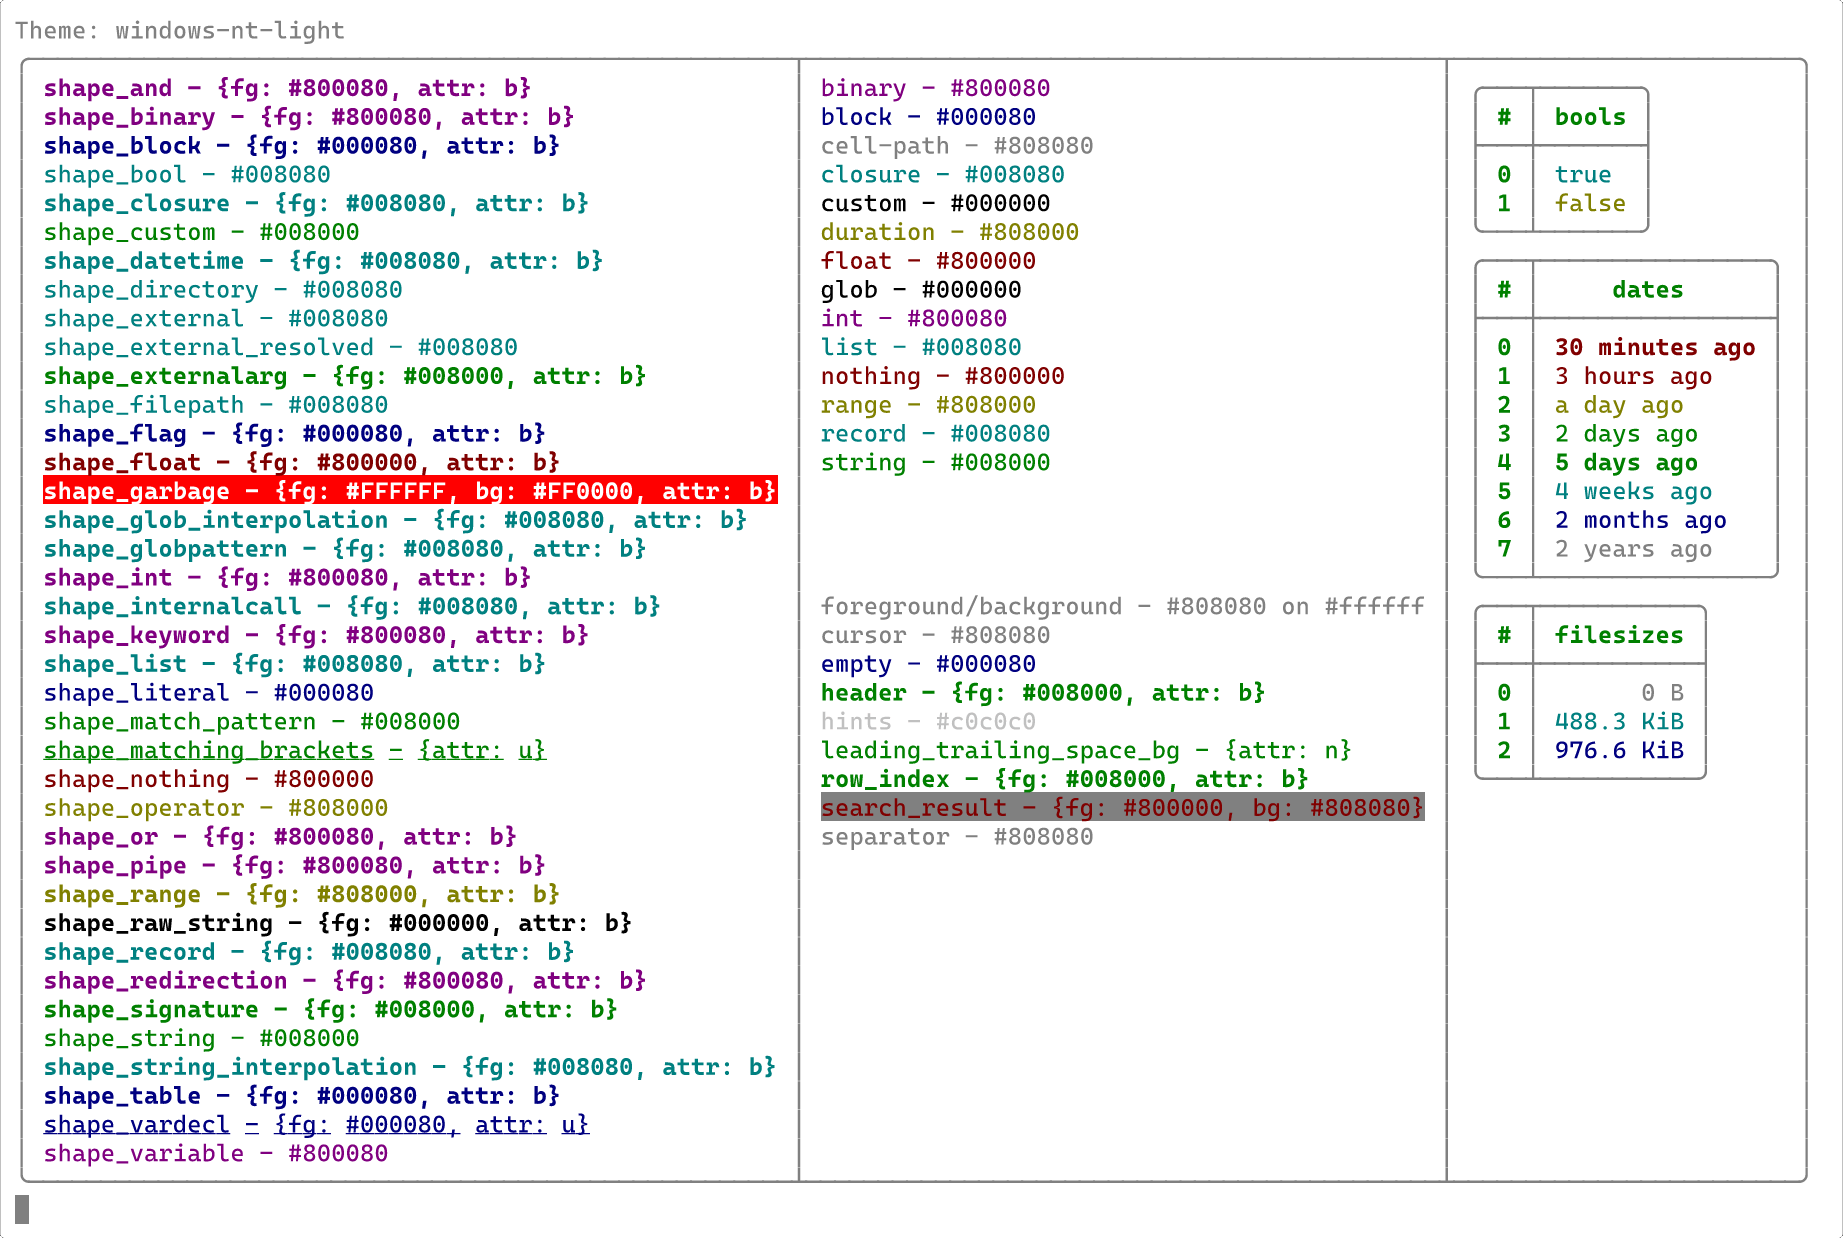 Theme: windows-nt-light
shape_and - {fg: #800080, attr: b}
shape_binary - {fg: #800080, attr: b}
shape_block - {fg: #000080, attr: b}
shape_bool - #008080
shape_closure - {fg: #008080, attr: b}
shape_custom - #008000
shape_datetime - {fg: #008080, attr: b}
shape_directory - #008080
shape_external - #008080
shape_external_resolved - #008080
shape_externalarg - {fg: #008000, attr: b}
shape_filepath - #008080
shape_flag - {fg: #000080, attr: b}
shape_float - {fg: #800000, attr: b}
shape_garbage - {fg: #FFFFFF, bg: #FF0000, attr: b}
shape_glob_interpolation - {fg: #008080, attr: b}
shape_globpattern - {fg: #008080, attr: b}
shape_int - {fg: #800080, attr: b}
shape_internalcall - {fg: #008080, attr: b}
shape_keyword - {fg: #800080, attr: b}
shape_list - {fg: #008080, attr: b}
shape_literal - #000080
shape_match_pattern - #008000
shape_matching_brackets - {attr: u}
shape_nothing - #800000
shape_operator - #808000
shape_or - {fg: #800080, attr: b}
shape_pipe - {fg: #800080, attr: b}
shape_range - {fg: #808000, attr: b}
shape_raw_string - {fg: #000000, attr: b}
shape_record - {fg: #008080, attr: b}
shape_redirection - {fg: #800080, attr: b}
shape_signature - {fg: #008000, attr: b}
shape_string - #008000
shape_string_interpolation - {fg: #008080, attr: b}
shape_table - {fg: #000080, attr: b}
shape_vardecl - {fg: #000080, attr: u}
shape_variable - #800080
binary - #800080
block - #000080
cell-path - #808080
closure - #008080
custom - #000000
duration - #808000
float - #800000
glob - #000000
int - #800080
list - #008080
nothing - #800000
range - #808000
record - #008080
string - #008000
foreground/background - #808080 on #ffffff
cursor - #808080
empty - #000080
header - {fg: #008000, attr: b}
hints - #c0c0c0
leading_trailing_space_bg - {attr: n}
row_index - {fg: #008000, attr: b}
search_result - {fg: #800000, bg: #808080}
separator - #808080
# bools
0 true
1 false
# dates
0 30 minutes ago
1 3 hours ago
2 a day ago
3 2 days ago
4 5 days ago
5 4 weeks ago
6 2 months ago
7 2 years ago
# filesizes
0 0 B
1 488.3 KiB
2 976.6 KiB